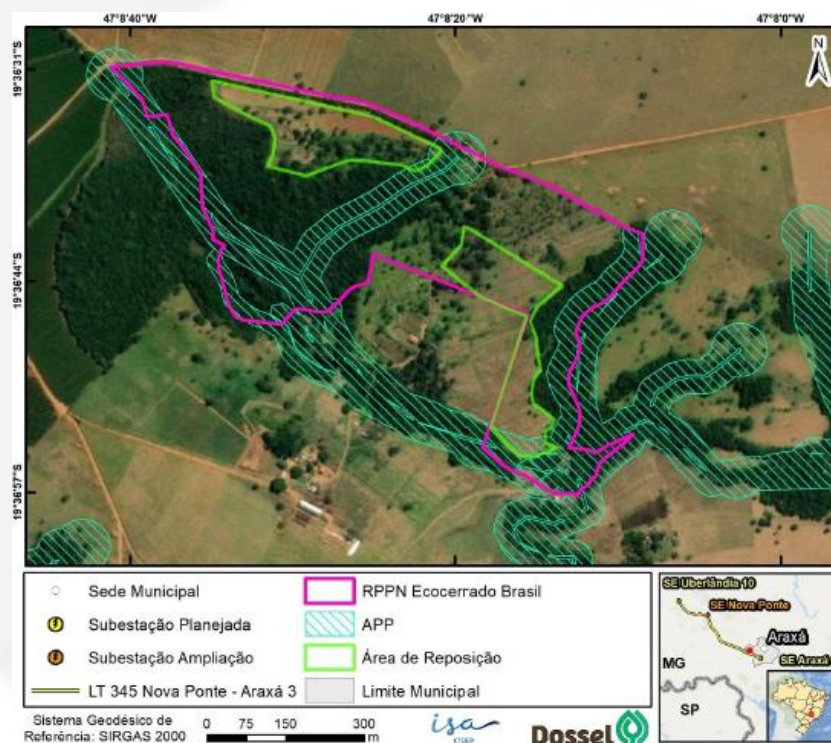 47°8'40"W
47°8'20"W
47°8'0"W
19°36'31"S
19°36'44"S
19°36'57"S
N
Sede Municipal
Subestação Planejada
Subestação Ampliação
LT 345 Nova Ponte - Araxá 3
RPPN Ecocerrado Brasil
APP
Área de Reposição
Limite Municipal
SE Uberlândia 10
SE Nova Ponte
Araxá
SE Araxá
MG
SP
Sistema Geodésico de
Referência: SIRGAS 2000
0 75 150 300
m
isa
CTEEP
Dossel